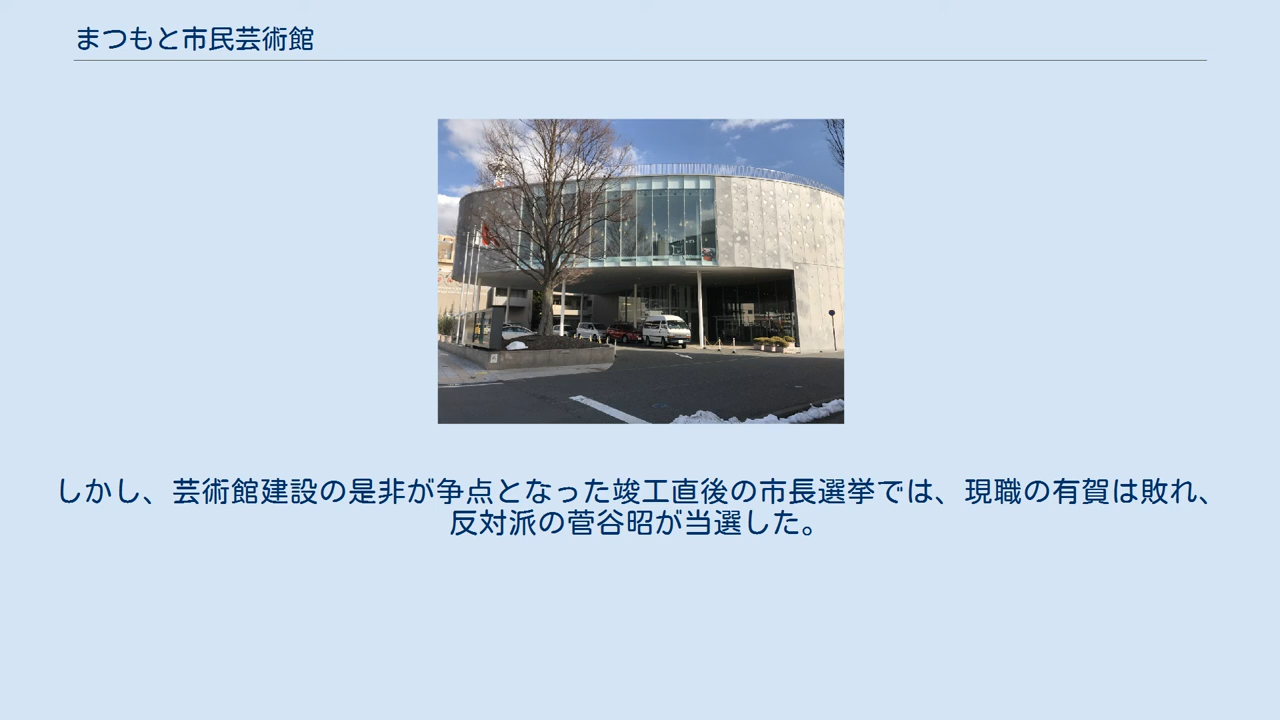 まつもと市民芸術館
しかし、芸術館建設の是非が争点となった竣工直後の市長選挙では、現職の有賀は敗れ、
反対派の菅谷昭が当選した。